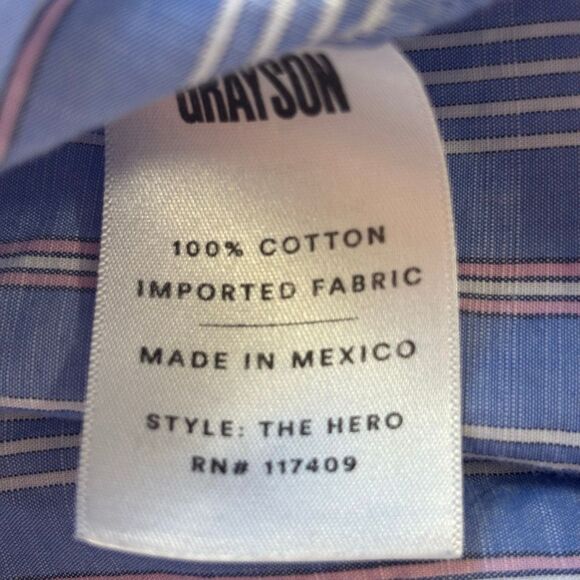 GRAYSON
100% COTTON
IMPORTED FABRIC
MADE IN MEXICO
STYLE: THE HERO
RN# 117409